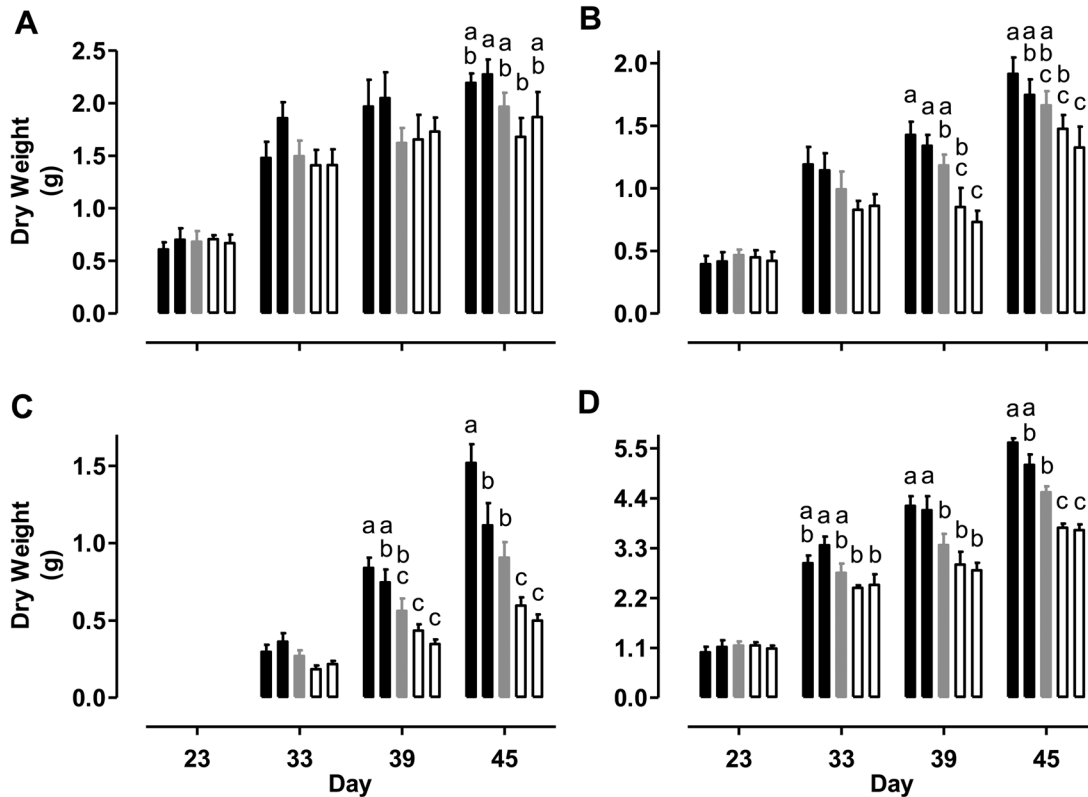 A
Dry Weight
(g)
2.5
2.0
1.5
1.0
0.5
0.0
a a a a
b b b b
B
2.0
1.5
1.0
0.5
0.0
a a a
b b
c c
a a a
b b b b
c c c
C
Dry Weight
(g)
1.5
1.0
0.5
0.0
a a
b b
c c c
a
b b
c c
23 33 39 45
Day
D
5.5
4.4
3.3
2.2
1.1
0.0
a a a
b b b b
a a
b b b
a a
b b
c c
23 33 39 45
Day